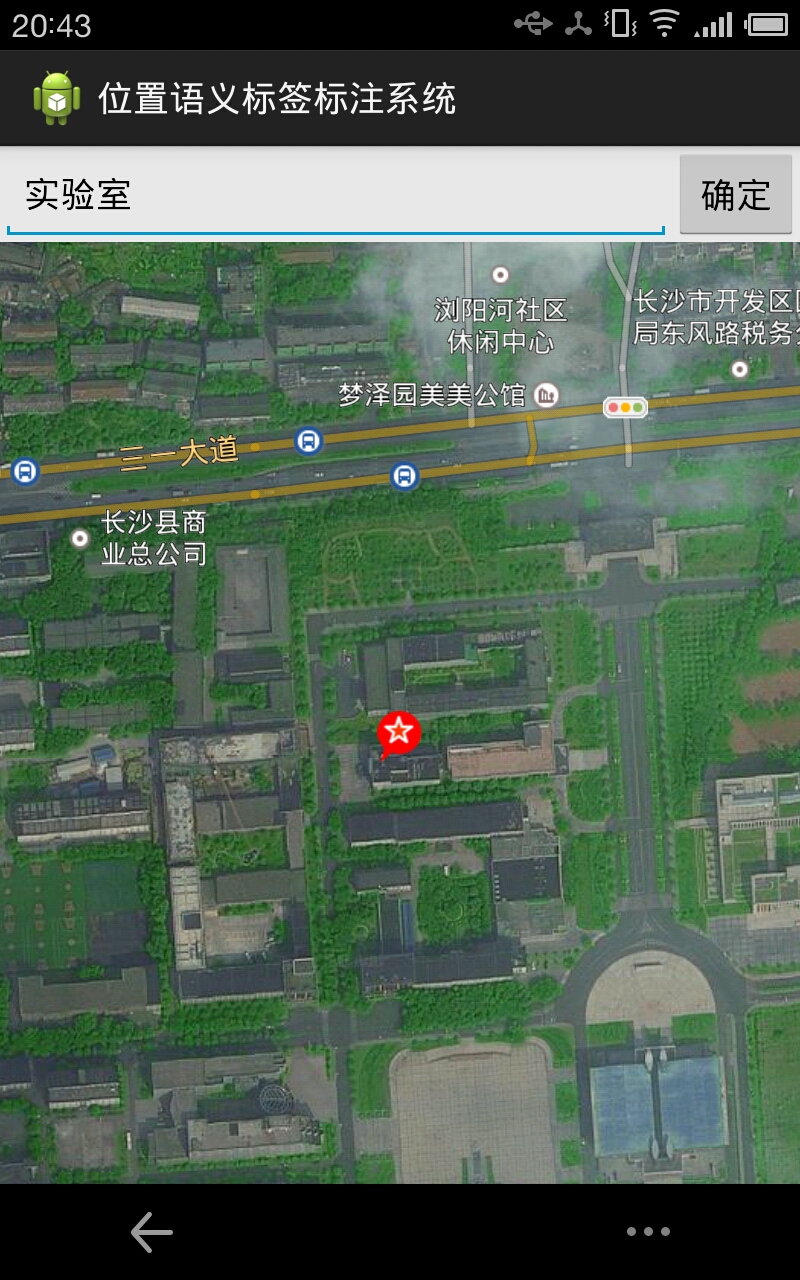 20:43
位置语义标签标注系统
实验室
确定
浏阳河社区
休闲中心
长沙市开发区
局东风路税务
梦泽园美美公馆
三一大道
长沙县商
业总公司